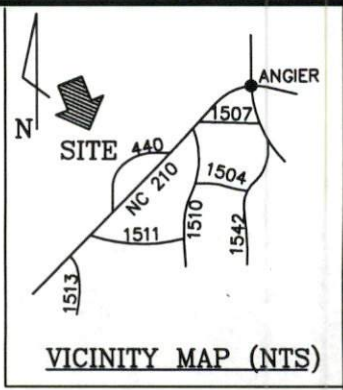 ANGIER
1507
N
SITE
440
NC 210
1504
1510
1511
1542
1513
VICINITY MAP (NTS)